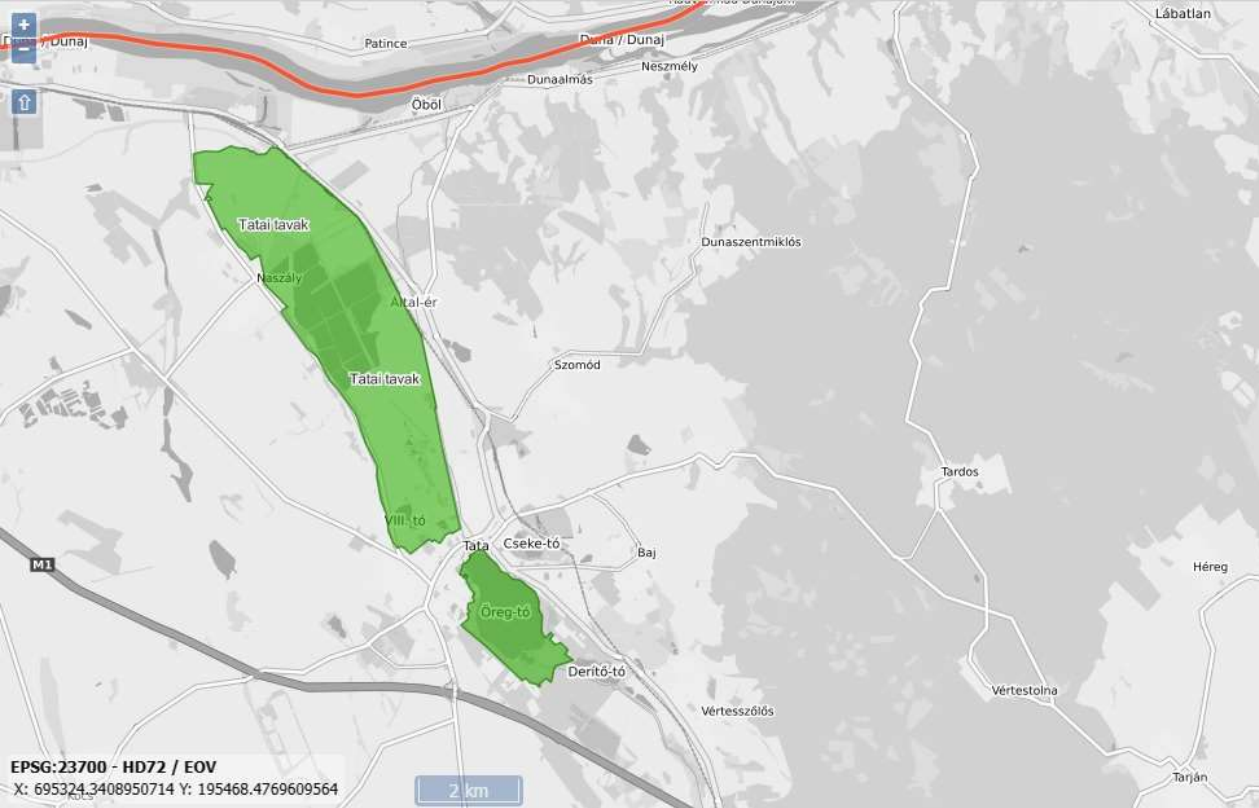 +
Lábatlan
Duna / Dunaj
Patince
Duna / Dunaj
Neszmély
Dunaalmás
⇧
Öböl
Tatai tavak
Dunaszentmiklós
Naszály
Által-ér
Szomód
Tatai tavak
Tardos
VIII. tó
Tata
Cseke-tó
Baj
M1
Héreg
Öreg-tó
Derítő-tó
Vértestolna
Vértesszőlős
EPSG:23700 - HD72 / EOV
Tarján
X: 695324.3408950714 Y: 195468.4769609564
2 km
Kocs